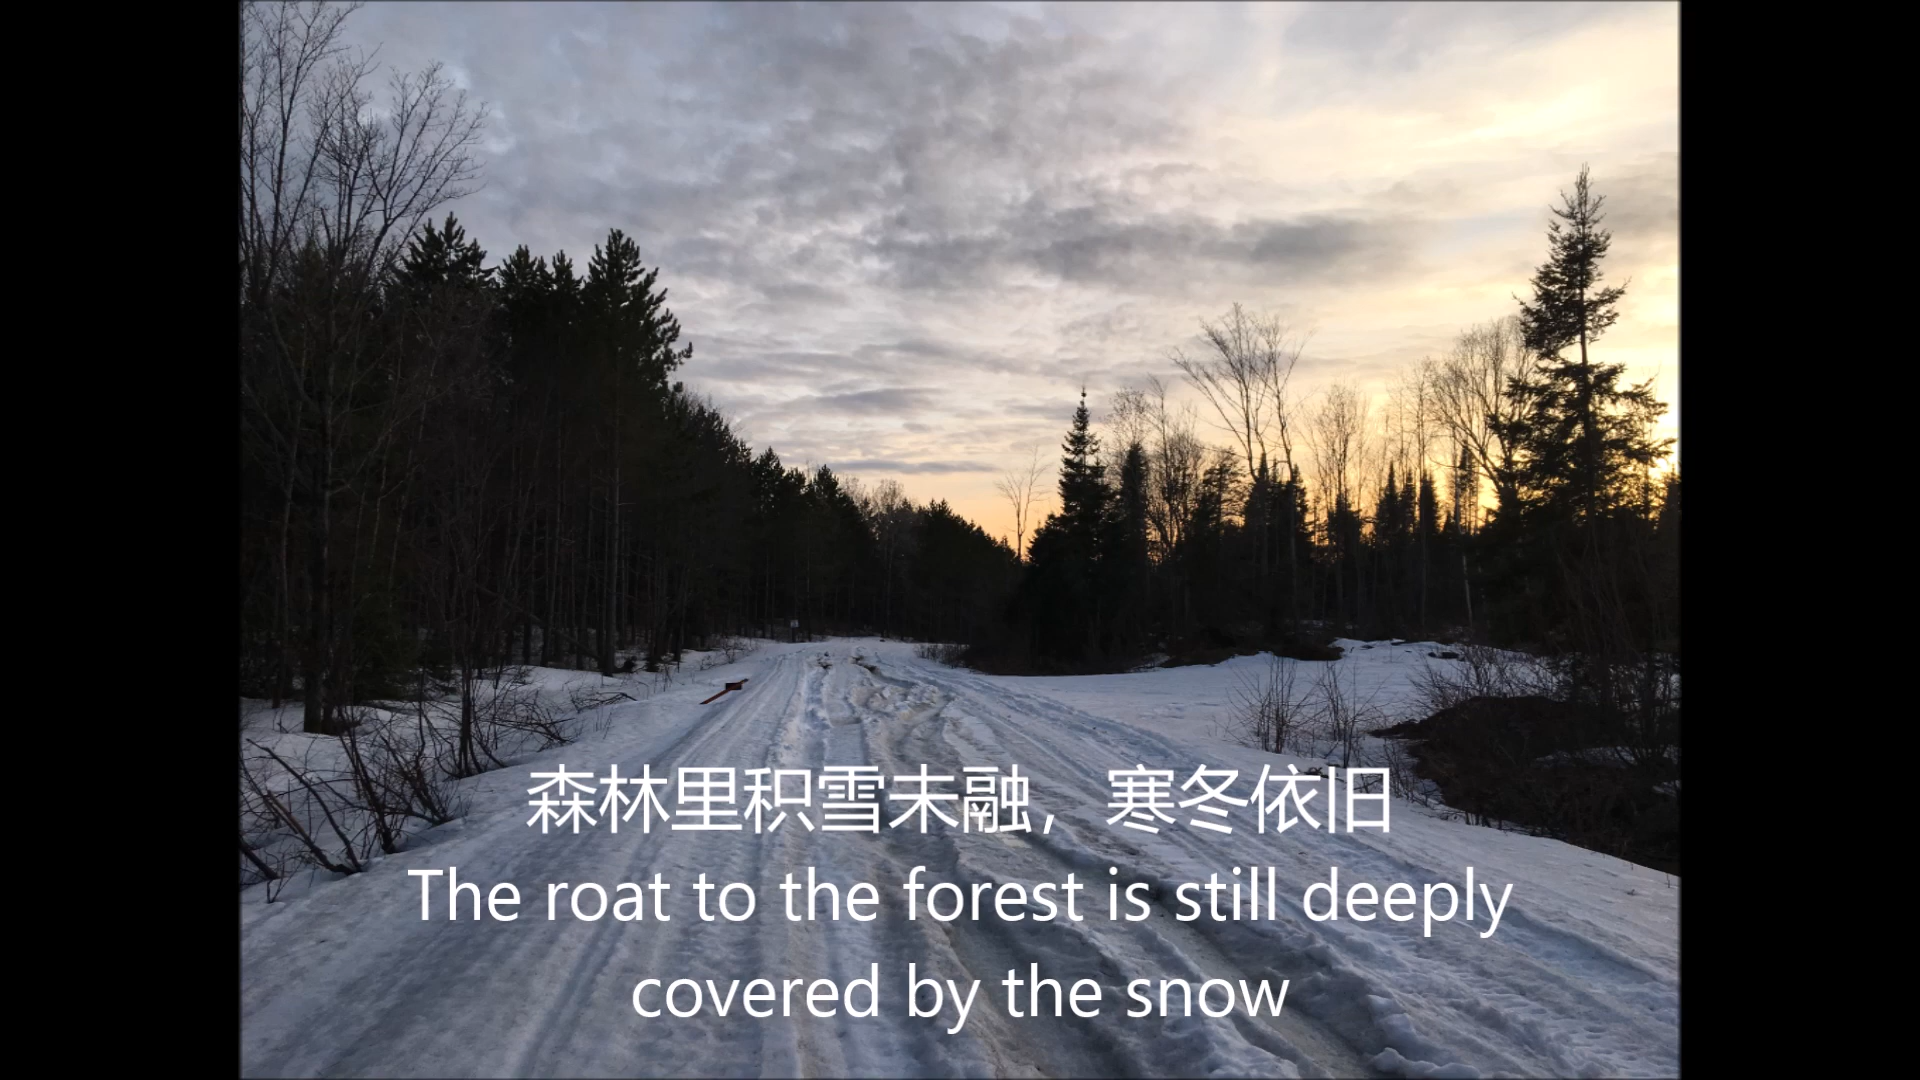 森林里积雪未融，寒冬依旧
The roat to the forest is still deeply
covered by the snow